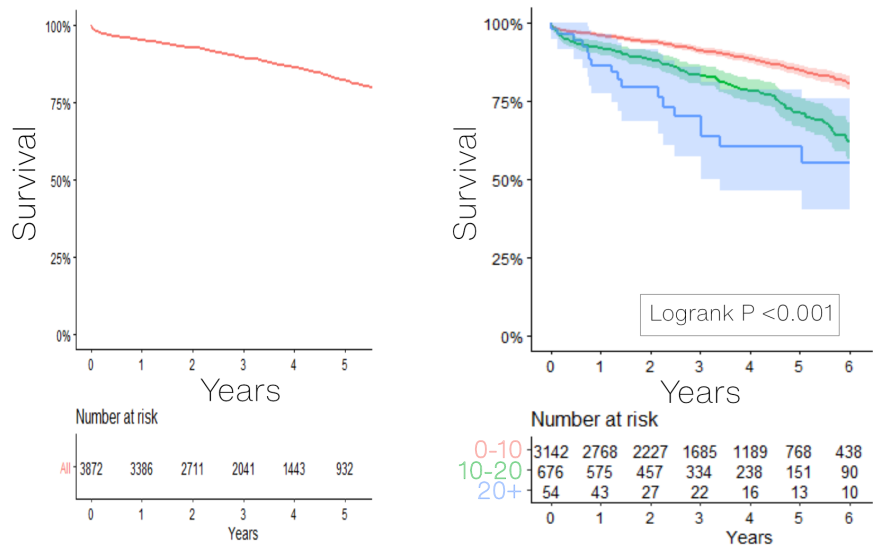 100%
75%
50%
25%
0%
Survival
0 1 2 3 4 5
Years
Number at risk
All 3872 3386 2711 2041 1443 932
0 1 2 3 4 5
Years
100%
75%
50%
25%
0%
Survival
Logrank P <0.001
0 1 2 3 4 5 6
Years
Number at risk
0-10 3142 2768 2227 1685 1189 768 438
10-20 676 575 457 334 238 151 90
20+ 54 43 27 22 16 13 10
0 1 2 3 4 5 6
Years